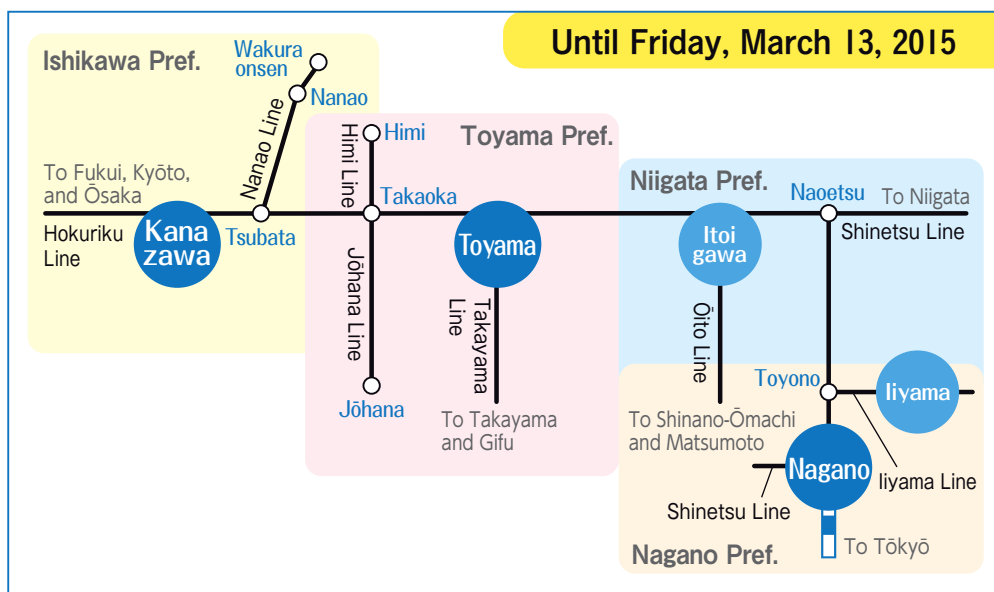 Until Friday, March 13, 2015
Ishikawa Pref.
Wakura
onsen
Nanao
Nanao Line
To Fukui, Kyōto,
and Ōsaka
Hokuriku
Line
Kana
zawa
Tsubata
Toyama Pref.
Himi
Himi Line
Takaoka
Toyama
Jōhana Line
Jōhana
Takayama
Line
To Takayama
and Gifu
Niigata Pref.
Naoetsu
To Niigata
Shinetsu Line
Itoi
gawa
Ōito Line
To Shinano-Ōmachi
and Matsumoto
Toyono
Iiyama
Nagano
Iiyama Line
Shinetsu Line
To Tōkyō
Nagano Pref.